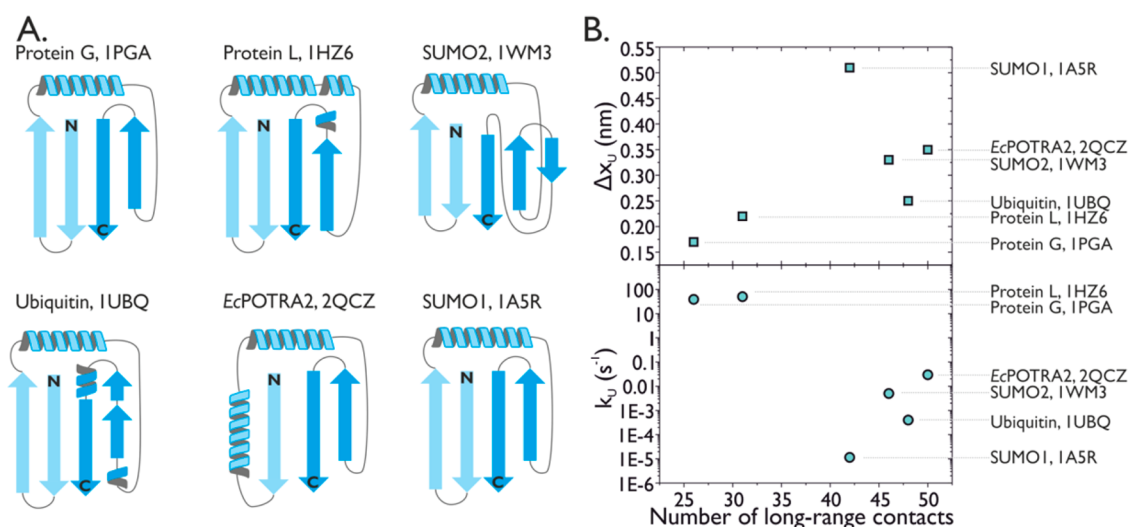 A.
Protein G, 1PGA
Protein L, 1HZ6
SUMO2, 1WM3
N
C
N
C
N
C
Ubiquitin, 1UBQ
EcPOTRA2, 2QCZ
SUMO1, 1A5R
N
C
N
C
N
C
B.
0.55
0.50
0.45
0.40
0.35
0.30
0.25
0.20
0.15
Δxᵤ (nm)
SUMO1, 1A5R
EcPOTRA2, 2QCZ
SUMO2, 1WM3
Ubiquitin, 1UBQ
Protein L, 1HZ6
Protein G, 1PGA
100
10
1
0.1
0.01
1E-3
1E-4
1E-5
1E-6
kᵤ (s⁻¹)
Protein L, 1HZ6
Protein G, 1PGA
EcPOTRA2, 2QCZ
SUMO2, 1WM3
Ubiquitin, 1UBQ
SUMO1, 1A5R
25 30 35 40 45 50
Number of long-range contacts